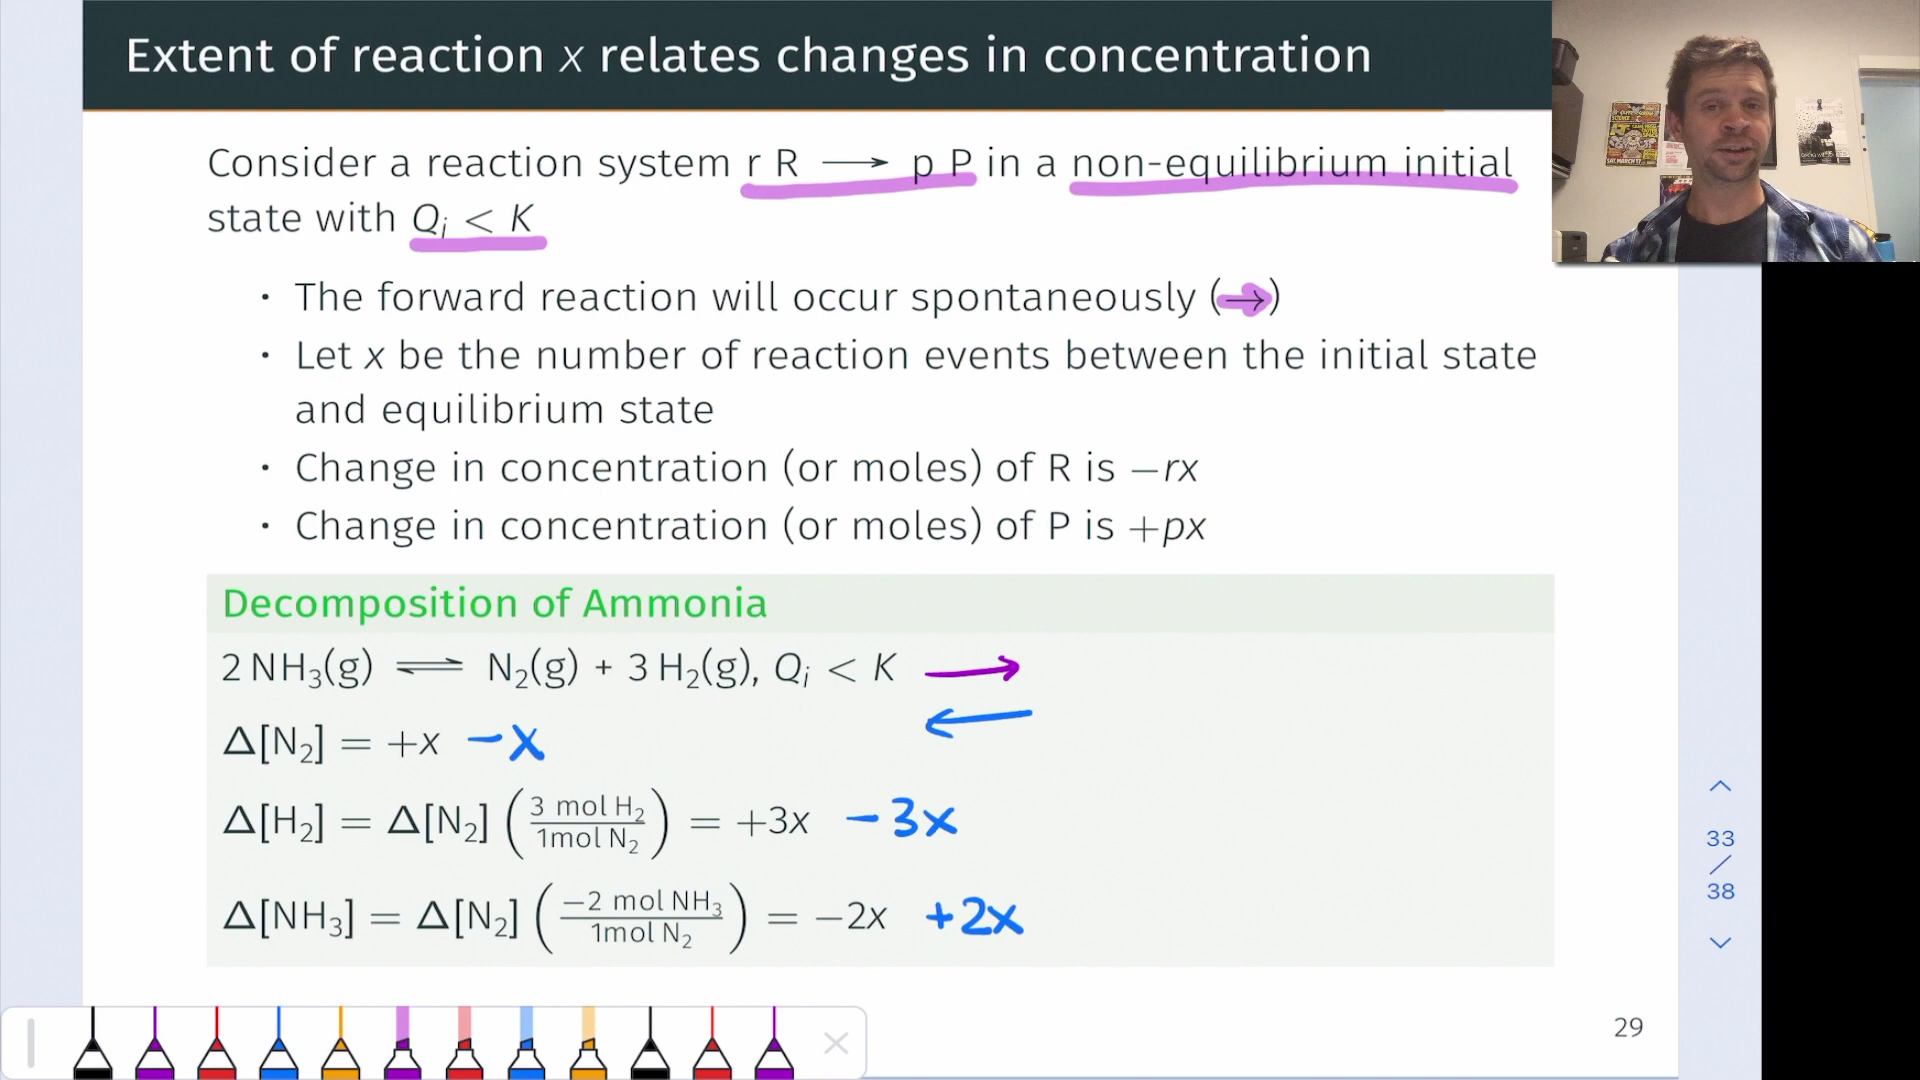 Extent of reaction x relates changes in concentration
Consider a reaction system r R ⟶ p P in a non-equilibrium initial
state with Qᵢ < K
· The forward reaction will occur spontaneously (→)
· Let x be the number of reaction events between the initial state
and equilibrium state
· Change in concentration (or moles) of R is −rx
· Change in concentration (or moles) of P is +px
Decomposition of Ammonia
2 NH₃(g) ⇌ N₂(g) + 3 H₂(g), Qᵢ < K →
←
Δ[N₂] = +x −x
Δ[H₂] = Δ[N₂] (3 mol H₂ / 1mol N₂) = +3x −3x
Δ[NH₃] = Δ[N₂] (−2 mol NH₃ / 1mol N₂) = −2x +2x
33
/
38
29